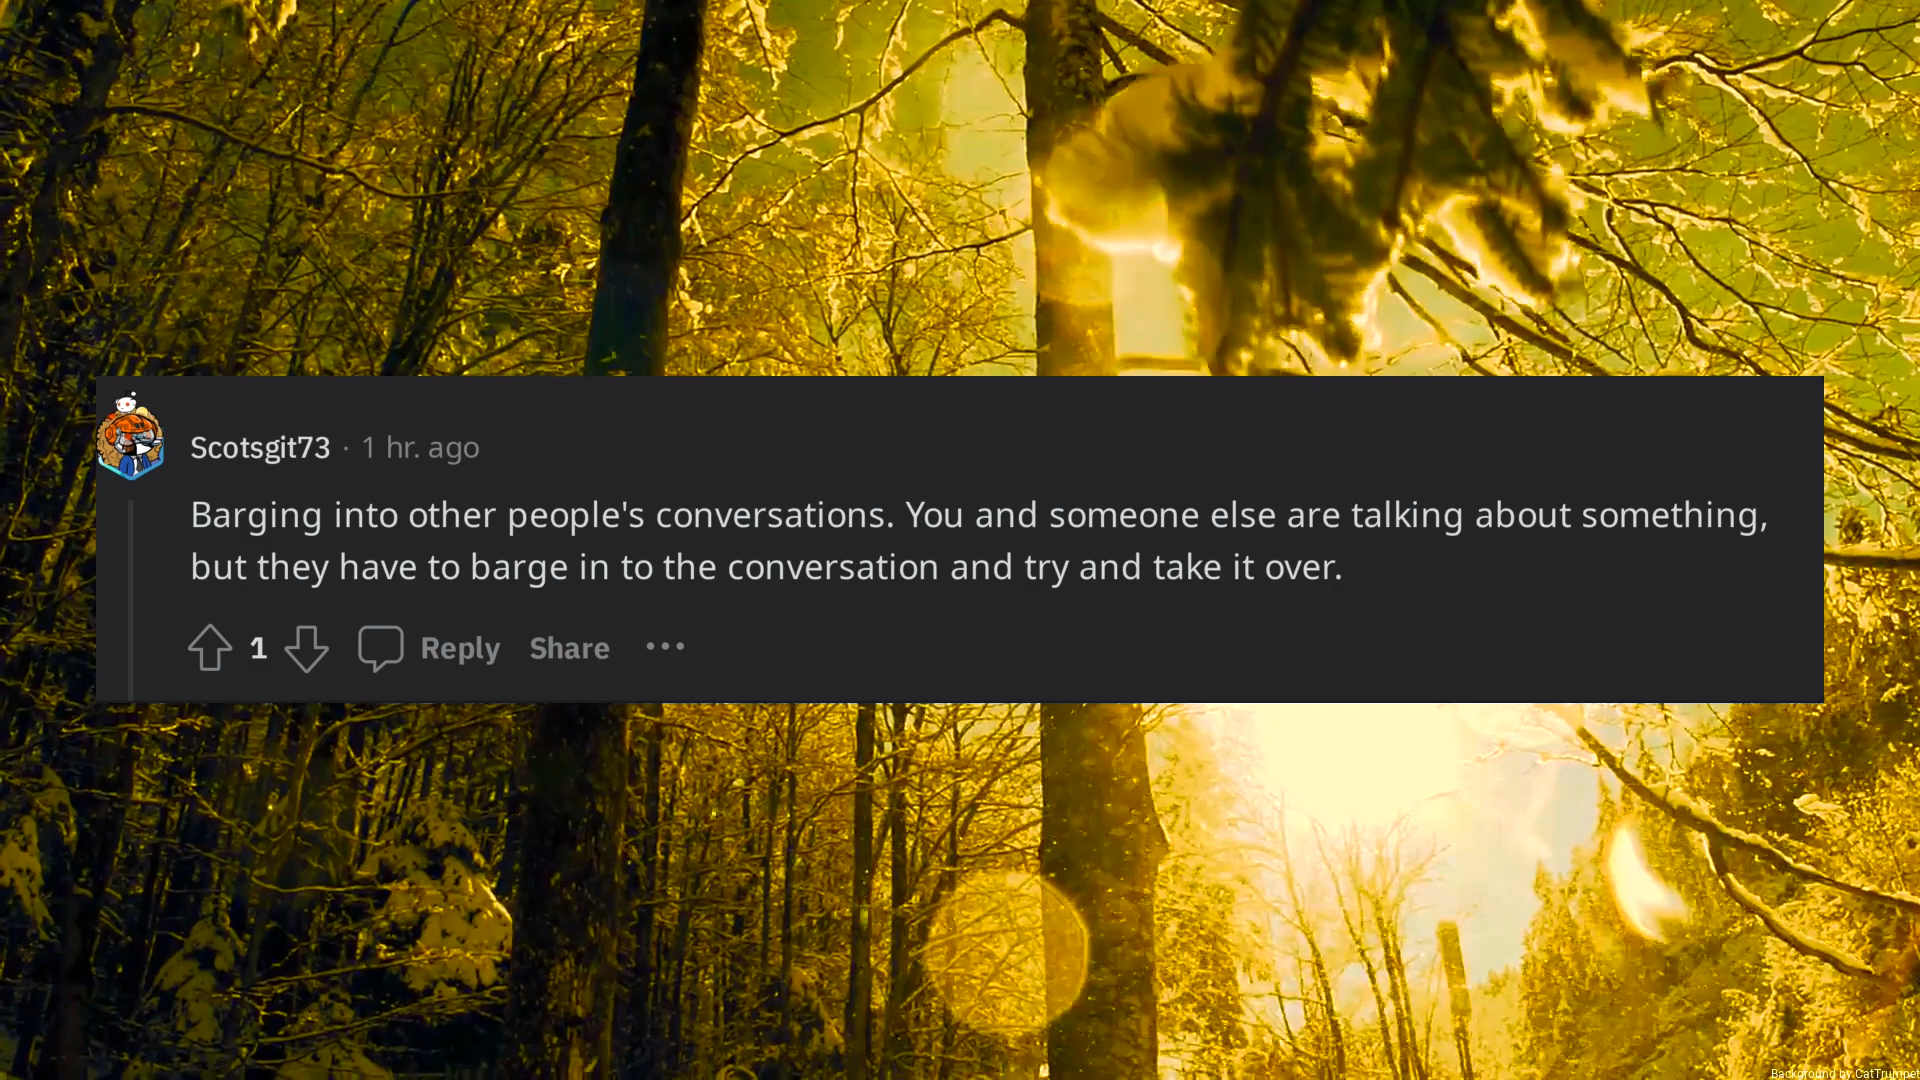 Scotsgit73 · 1 hr. ago
Barging into other people's conversations. You and someone else are talking about something,
but they have to barge in to the conversation and try and take it over.
1 Reply Share ···
Background by CatTrumpet